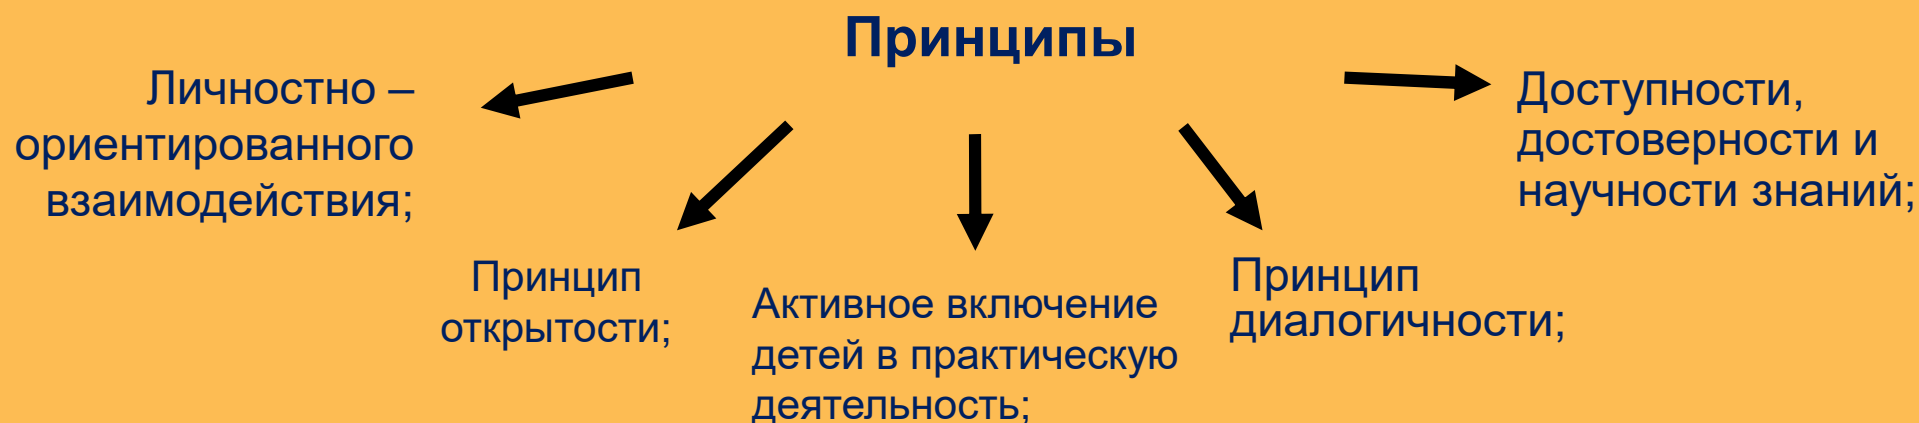 Принципы
Личностно –
ориентированного
взаимодействия;
Принцип
открытости;
Активное включение
детей в практическую
деятельность;
Принцип
диалогичности;
Доступности,
достоверности и
научности знаний;